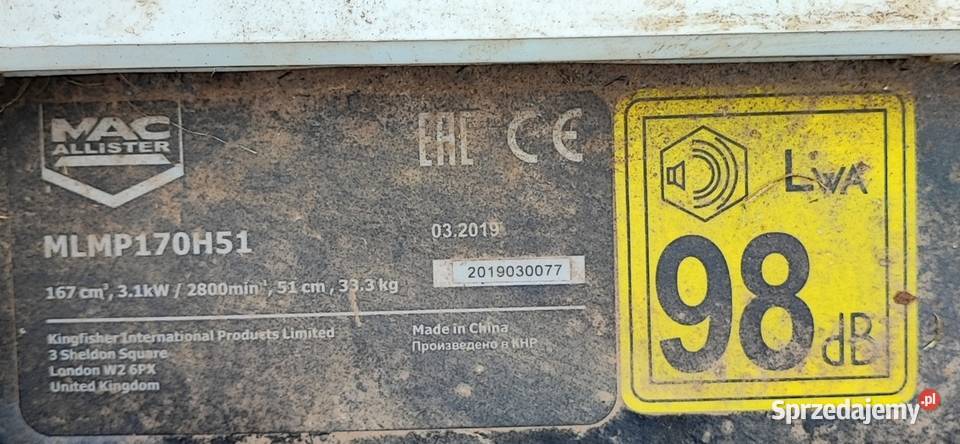 MAC
ALLISTER
EAC CE
MLMP170H51
03.2019
2019030077
167 cm³, 3.1kW / 2800min⁻¹, 51 cm , 33.3 kg
Kingfisher International Products Limited
3 Sheldon Square
London W2 6PX
United Kingdom
Made in China
Произведено в КНР
LWA
98 dB
Sprzedajemy.pl